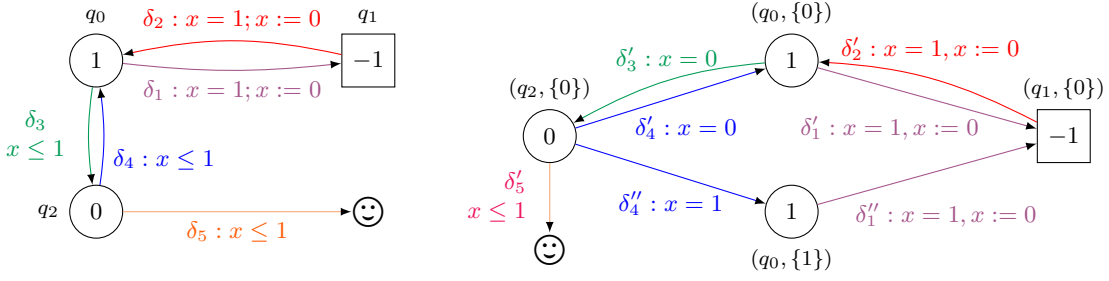 q₀
q₁
δ₂ : x = 1; x := 0
1
−1
δ₁ : x = 1; x := 0
δ₃
x ≤ 1
δ₄ : x ≤ 1
q₂
0
δ₅ : x ≤ 1
(q₀, {0})
δ′₃ : x = 0
1
δ′₂ : x = 1, x := 0
(q₂, {0})
(q₁, {0})
0
δ′₄ : x = 0
δ′₁ : x = 1, x := 0
−1
δ′₅
x ≤ 1
δ″₄ : x = 1
1
δ″₁ : x = 1, x := 0
(q₀, {1})